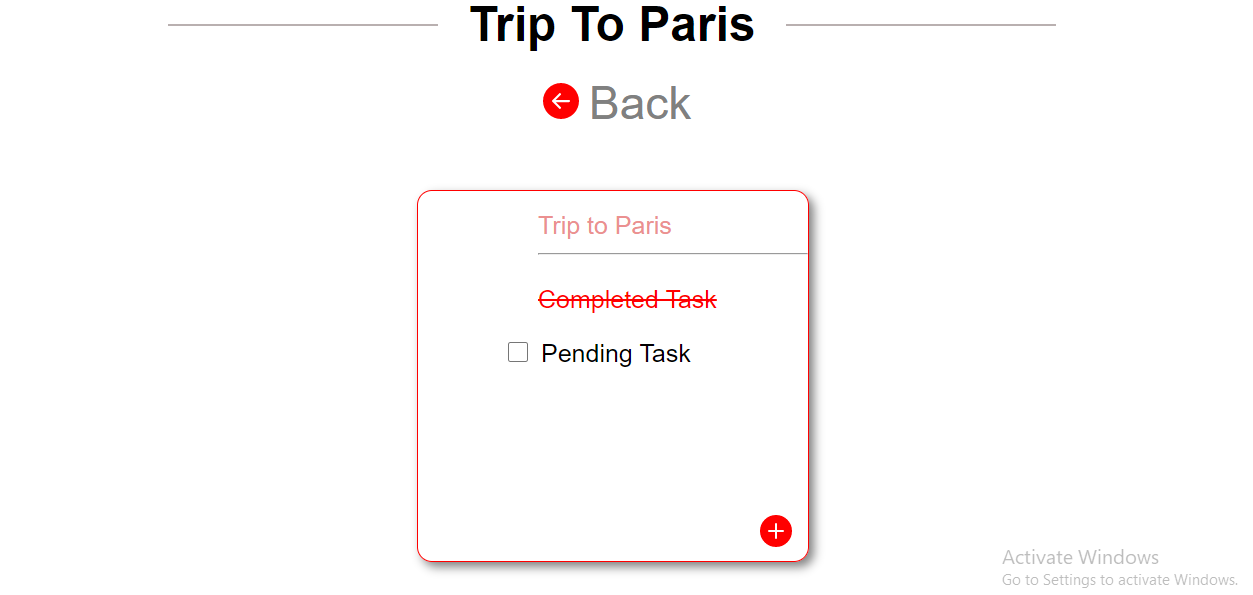 Trip To Paris
Back
Trip to Paris
Completed Task
Pending Task
Activate Windows
Go to Settings to activate Windows.